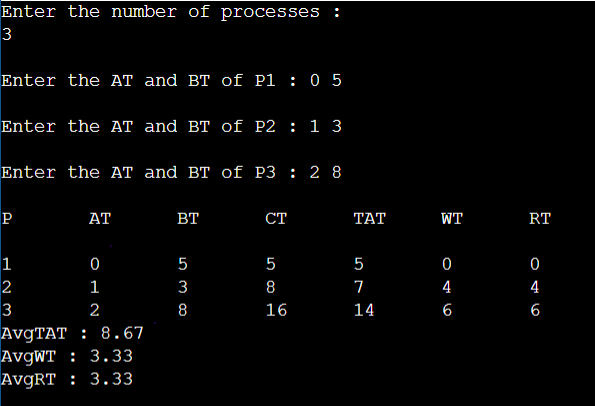 Enter the number of processes :
3
Enter the AT and BT of P1 : 0 5
Enter the AT and BT of P2 : 1 3
Enter the AT and BT of P3 : 2 8
P AT BT CT TAT WT RT
1 0 5 5 5 0 0
2 1 3 8 7 4 4
3 2 8 16 14 6 6
AvgTAT : 8.67
AvgWT : 3.33
AvgRT : 3.33